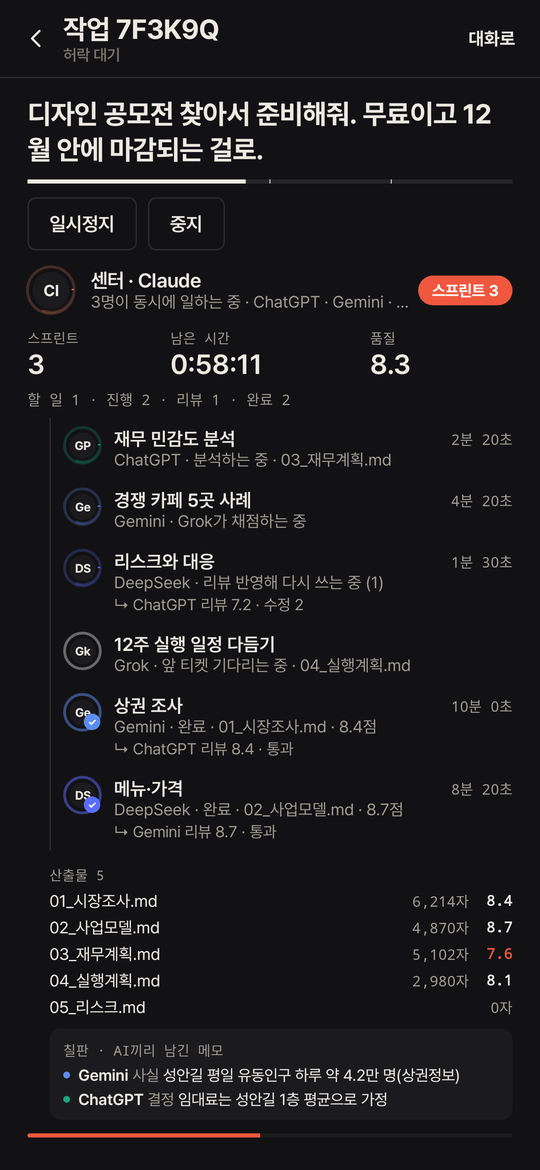 작업 7F3K9Q
허락 대기
대화로
디자인 공모전 찾아서 준비해줘. 무료이고 12
월 안에 마감되는 걸로.
일시정지
중지
Cl
센터 · Claude
3명이 동시에 일하는 중 · ChatGPT · Gemini · ...
스프린트 3
스프린트 남은 시간 품질
3 0:58:11 8.3
할 일 1 · 진행 2 · 리뷰 1 · 완료 2
GP
재무 민감도 분석 2분 20초
ChatGPT · 분석하는 중 · 03_재무계획.md
Ge
경쟁 카페 5곳 사례 4분 20초
Gemini · Grok가 채점하는 중
DS
리스크와 대응 1분 30초
DeepSeek · 리뷰 반영해 다시 쓰는 중 (1)
↳ ChatGPT 리뷰 7.2 · 수정 2
Gk
12주 실행 일정 다듬기
Grok · 앞 티켓 기다리는 중 · 04_실행계획.md
Ge
상권 조사 10분 0초
Gemini · 완료 · 01_시장조사.md · 8.4점
↳ ChatGPT 리뷰 8.4 · 통과
DS
메뉴·가격 8분 20초
DeepSeek · 완료 · 02_사업모델.md · 8.7점
↳ Gemini 리뷰 8.7 · 통과
산출물 5
01_시장조사.md 6,214자 8.4
02_사업모델.md 4,870자 8.7
03_재무계획.md 5,102자 7.6
04_실행계획.md 2,980자 8.1
05_리스크.md 0자
칠판 · AI끼리 남긴 메모
Gemini 사실 성안길 평일 유동인구 하루 약 4.2만 명(상권정보)
ChatGPT 결정 임대료는 성안길 1층 평균으로 가정